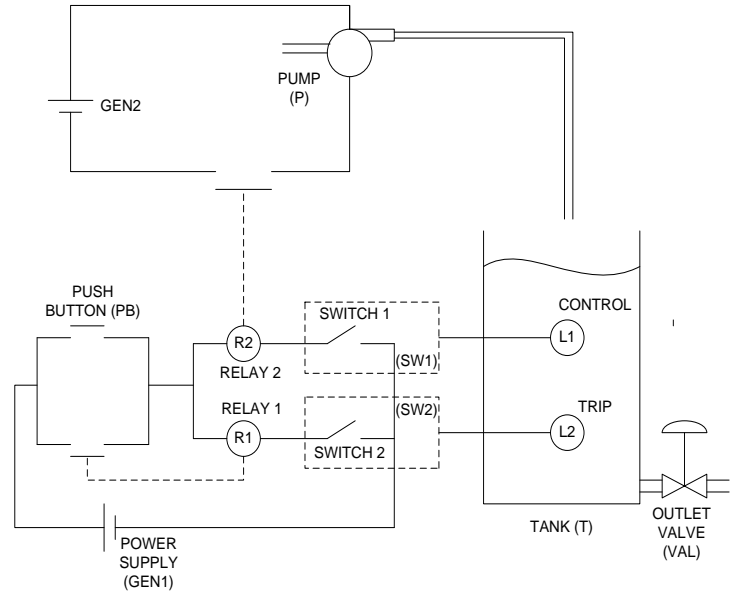 GEN2
PUMP
(P)
PUSH
BUTTON (PB)
SWITCH 1
CONTROL
R2
L1
(SW1)
RELAY 2
RELAY 1
(SW2)
TRIP
R1
L2
SWITCH 2
TANK (T)
OUTLET
VALVE
(VAL)
POWER
SUPPLY
(GEN1)